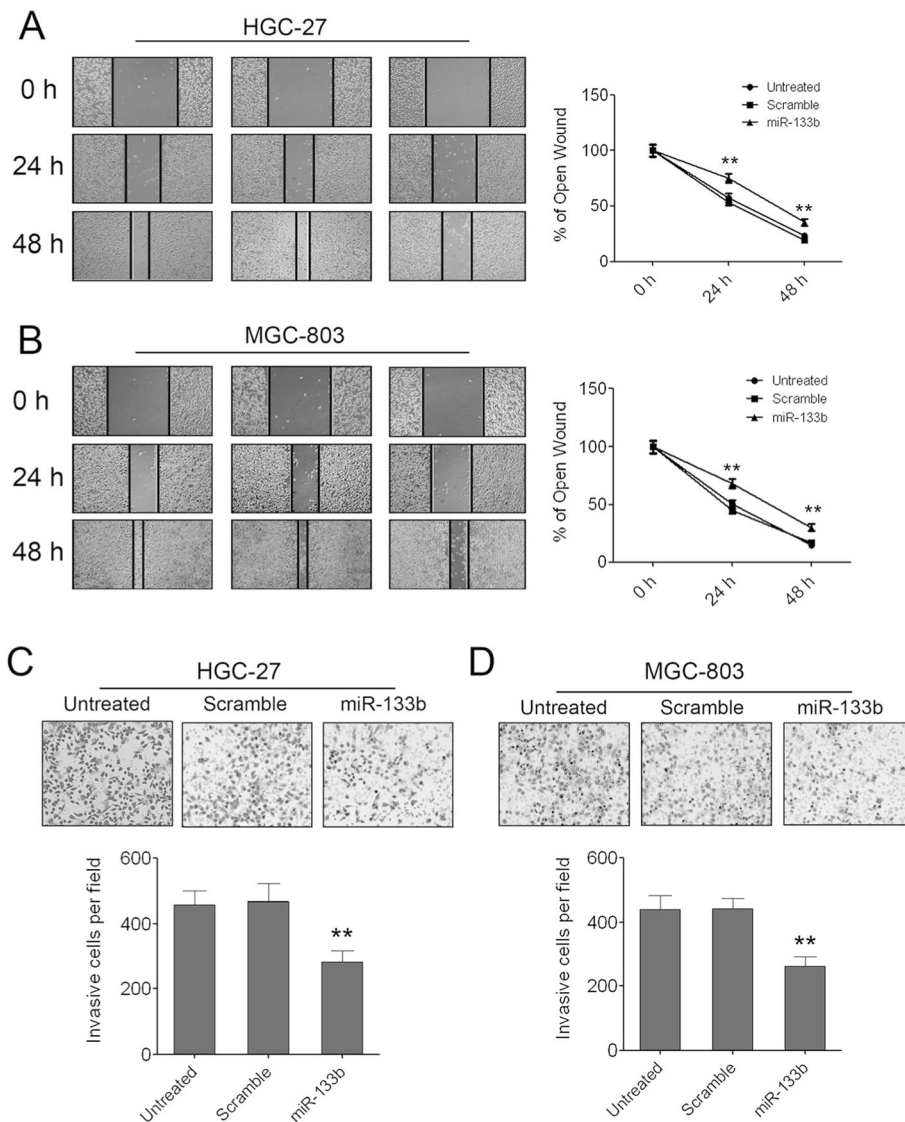 A
HGC-27
0 h
24 h
48 h
Untreated
Scramble
miR-133b
150
100
50
0
% of Open Wound
**
**
0 h
24 h
48 h
B
MGC-803
0 h
24 h
48 h
Untreated
Scramble
miR-133b
150
100
50
0
% of Open Wound
**
**
0 h
24 h
48 h
C
HGC-27
Untreated Scramble miR-133b
600
400
200
0
Invasive cells per field
**
Untreated
Scramble
miR-133b
D
MGC-803
Untreated Scramble miR-133b
600
400
200
0
Invasive cells per field
**
Untreated
Scramble
miR-133b